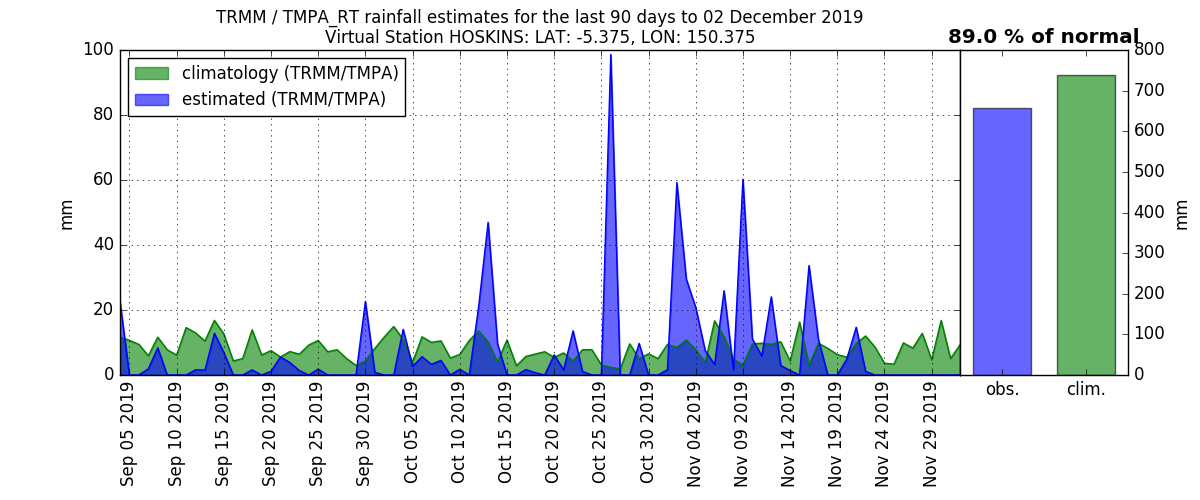 TRMM / TMPA_RT rainfall estimates for the last 90 days to 02 December 2019
Virtual Station HOSKINS: LAT: -5.375, LON: 150.375
89.0 % of normal
climatology (TRMM/TMPA)
estimated (TRMM/TMPA)
100
80
60
40
20
0
mm
Sep 05 2019
Sep 10 2019
Sep 15 2019
Sep 20 2019
Sep 25 2019
Sep 30 2019
Oct 05 2019
Oct 10 2019
Oct 15 2019
Oct 20 2019
Oct 25 2019
Oct 30 2019
Nov 04 2019
Nov 09 2019
Nov 14 2019
Nov 19 2019
Nov 24 2019
Nov 29 2019
obs.
clim.
800
700
600
500
400
300
200
100
0
mm